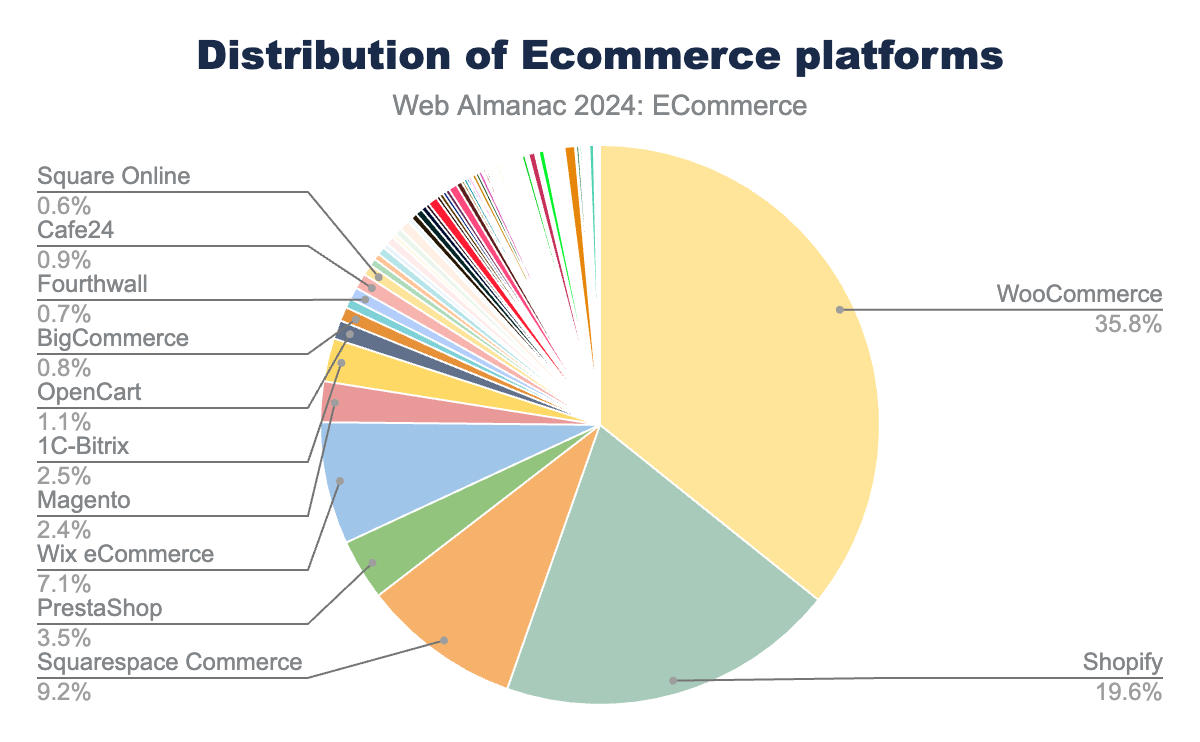 Distribution of Ecommerce platforms
Web Almanac 2024: ECommerce
Square Online
0.6%
Cafe24
0.9%
Fourthwall
0.7%
BigCommerce
0.8%
OpenCart
1.1%
1C-Bitrix
2.5%
Magento
2.4%
Wix eCommerce
7.1%
PrestaShop
3.5%
Squarespace Commerce
9.2%
WooCommerce
35.8%
Shopify
19.6%